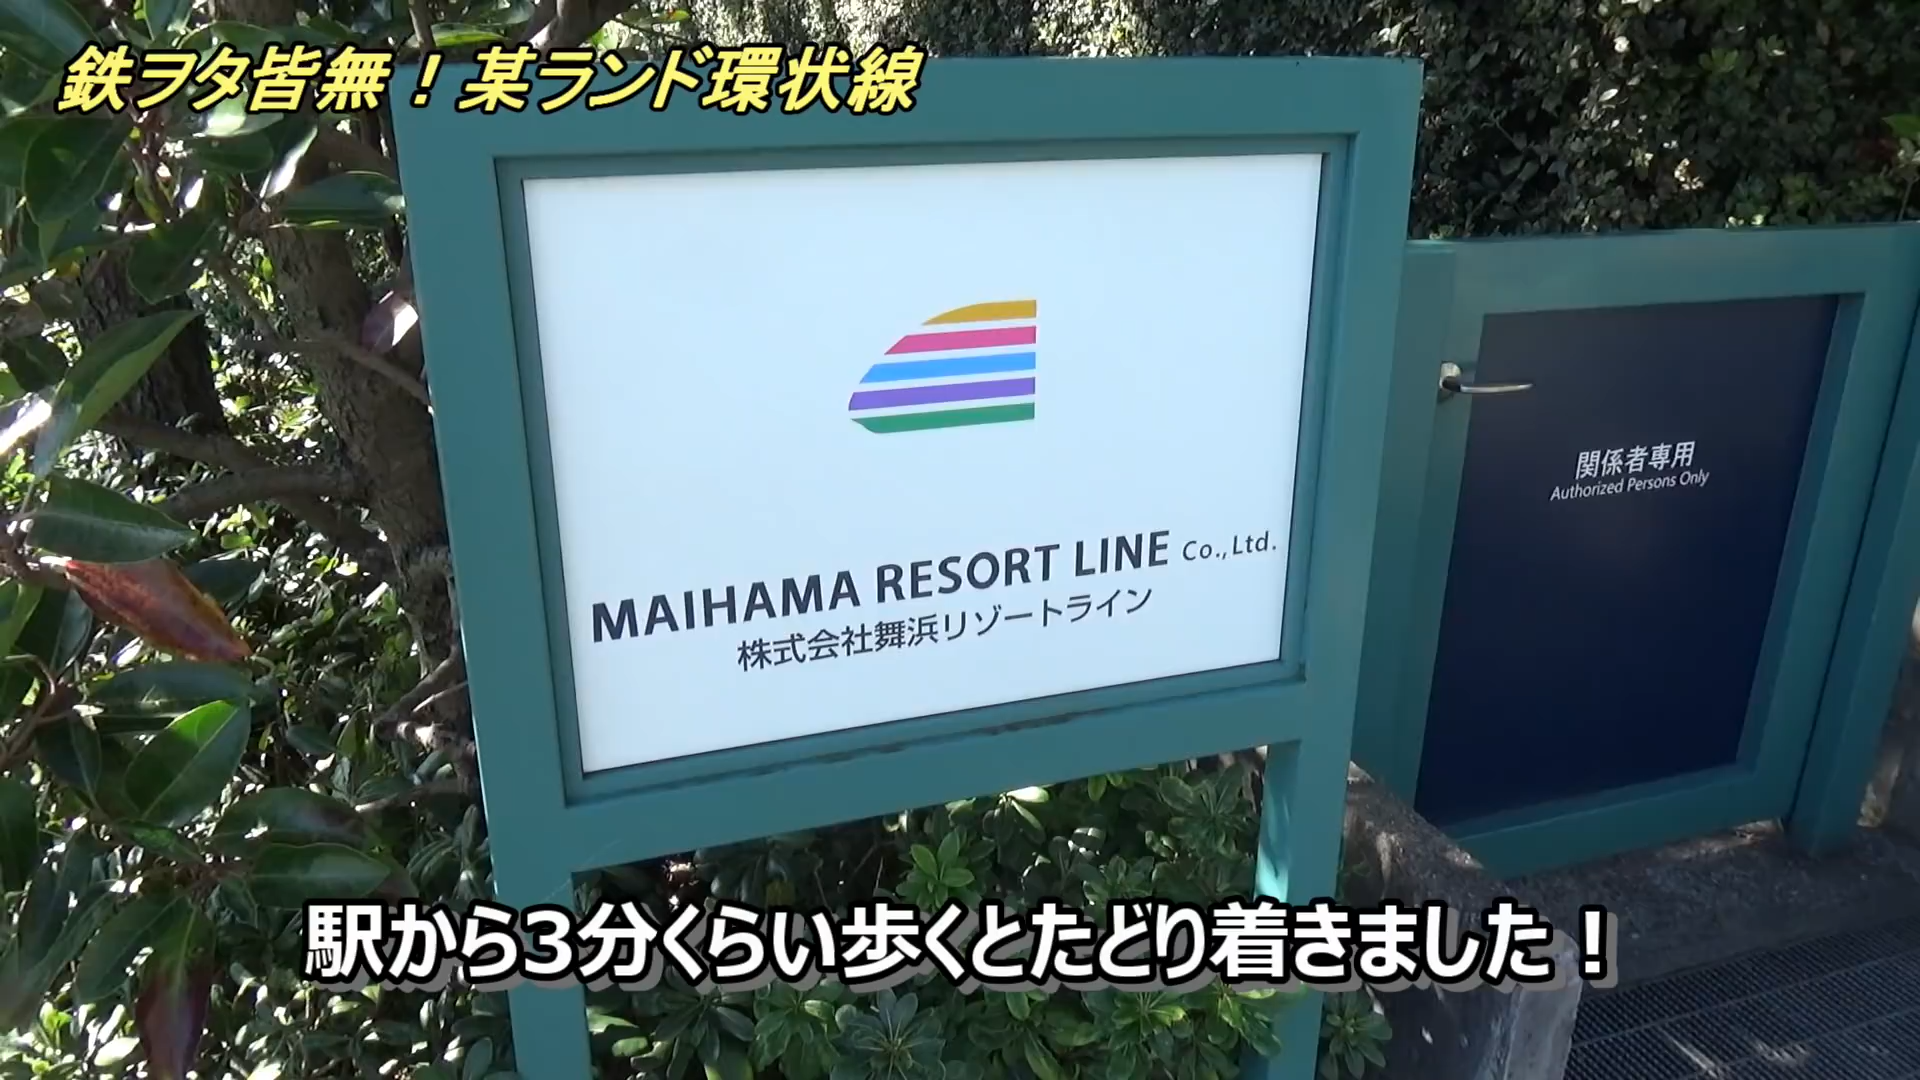 鉄ヲタ皆無！某ランド環状線
MAIHAMA RESORT LINE Co., Ltd.
株式会社舞浜リゾートライン
関係者専用
Authorized Persons Only
駅から3分くらい歩くとたどり着きました！